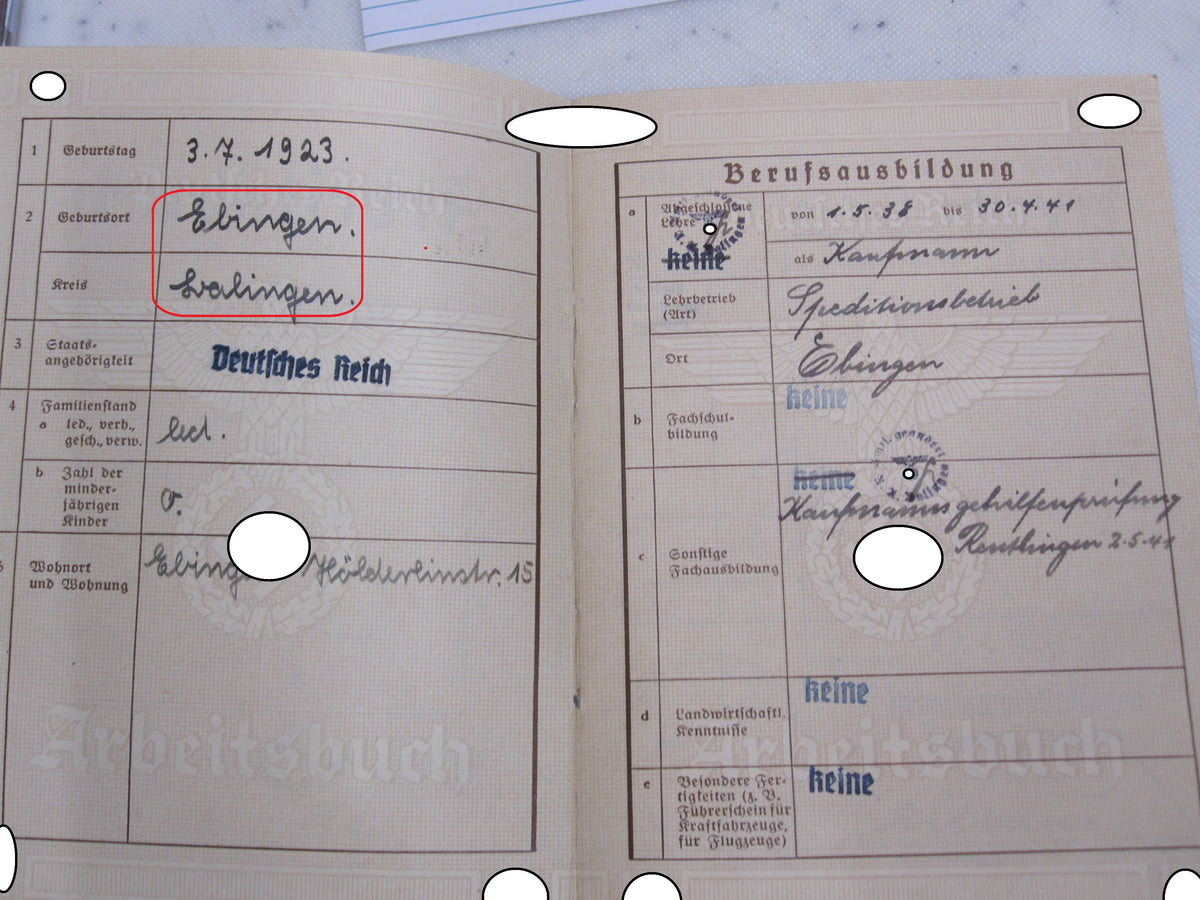 1 Geburtstag 3.7.1923.
2 Geburtsort Ebingen.
Kreis Balingen.
3 Staats-
angehörigkeit Deutsches Reich
4 Familienstand
a led., verh.,
gesch., verw. led.
b Zahl der
minder-
jährigen
Kinder 0.
5 Wohnort
und Wohnung Ebing Hölderlinstr. 15
Arbeitsbuch
Berufsausbildung
a Abgeschlossene
Lehre
keine
von 1.5.38 bis 30.4.41
als Kaufmann
Lehrbetrieb
(Art) Speditionsbetrieb
Ort Ebingen
b Fachschul-
bildung keine
c Sonstige
Fachausbildung
keine
Kaufmannsgehilfenprüfung
Reutlingen 2.5.41
d Landwirtschaftl.
Kenntnisse keine
e Besondere Fer-
tigkeiten (z. B.
Führerschein für
Kraftfahrzeuge,
für Flugzeuge) keine
Arbeitsbuch